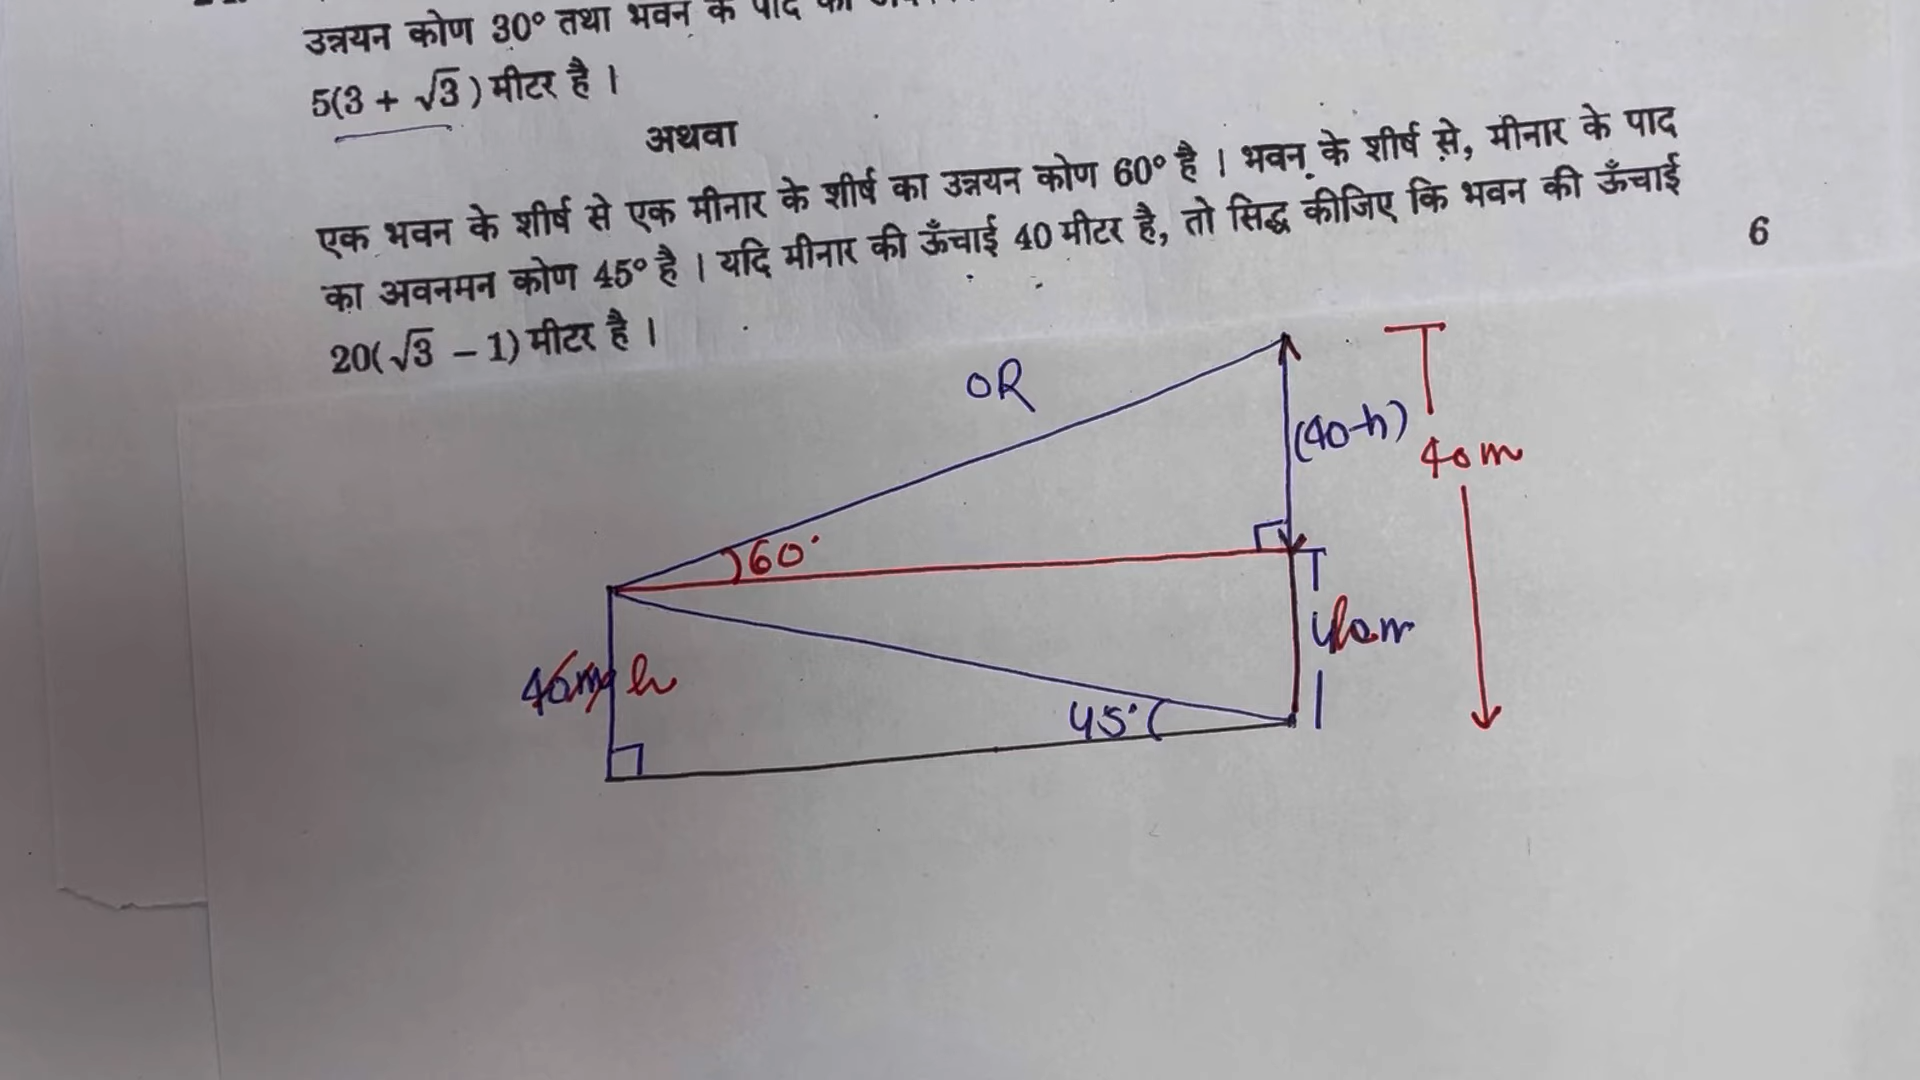 उन्नयन कोण 30° तथा भवन के पाद का
5(3 + √3) मीटर है ।
अथवा
एक भवन के शीर्ष से एक मीनार के शीर्ष का उन्नयन कोण 60° है । भवन के शीर्ष से, मीनार के पाद
का अवनमन कोण 45° है । यदि मीनार की ऊँचाई 40 मीटर है, तो सिद्ध कीजिए कि भवन की ऊँचाई
20(√3 – 1) मीटर है ।
6
OR
(40-h)
40m
60°
h
45°